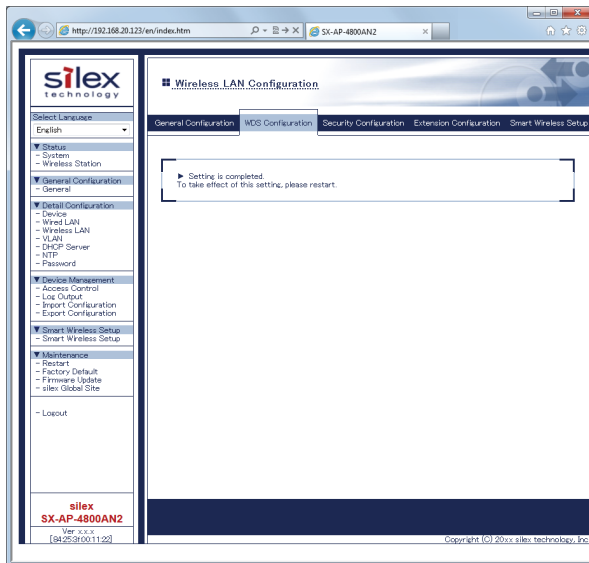 http://192.168.20.123/en/index.htm
SX-AP-4800AN2
silex
technology
Wireless LAN Configuration
Select Language
English
General Configuration
WDS Configuration
Security Configuration
Extension Configuration
Smart Wireless Setup
▼ Status
- System
- Wireless Station
▼ General Configuration
- General
▼ Detail Configuration
- Device
- Wired LAN
- Wireless LAN
- VLAN
- DHCP Server
- NTP
- Password
▼ Device Management
- Access Control
- Log Output
- Import Configuration
- Export Configuration
▼ Smart Wireless Setup
- Smart Wireless Setup
▼ Maintenance
- Restart
- Factory Default
- Firmware Update
- silex Global Site
- Logout
► Setting is completed.
To take effect of this setting, please restart.
silex
SX-AP-4800AN2
Ver x.x.x
[84:25:3f:00:11:22]
Copyright (C) 20xx silex technology, Inc